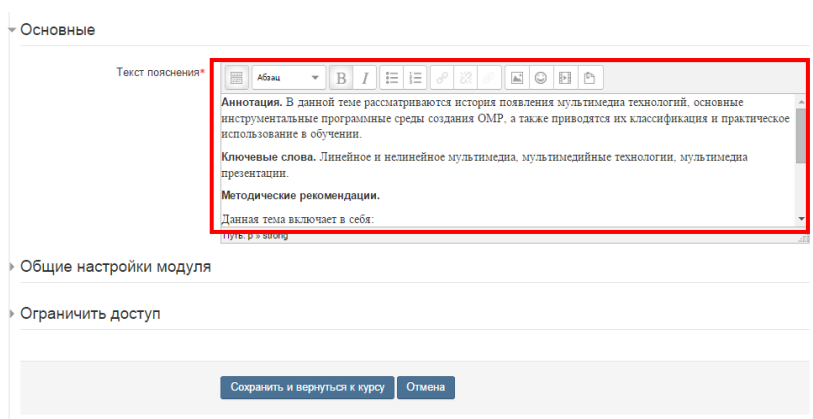 Основные
Текст пояснения*
Абзац
B I
Аннотация. В данной теме рассматриваются история появления мультимедиа технологий, основные
инструментальные программные среды создания ОМР, а также приводятся их классификация и практическое
использование в обучении.
Ключевые слова. Линейное и нелинейное мультимедиа, мультимедийные технологии, мультимедиа
презентации.
Методические рекомендации.
Данная тема включает в себя:
Путь: p » strong
Общие настройки модуля
Ограничить доступ
Сохранить и вернуться к курсу Отмена